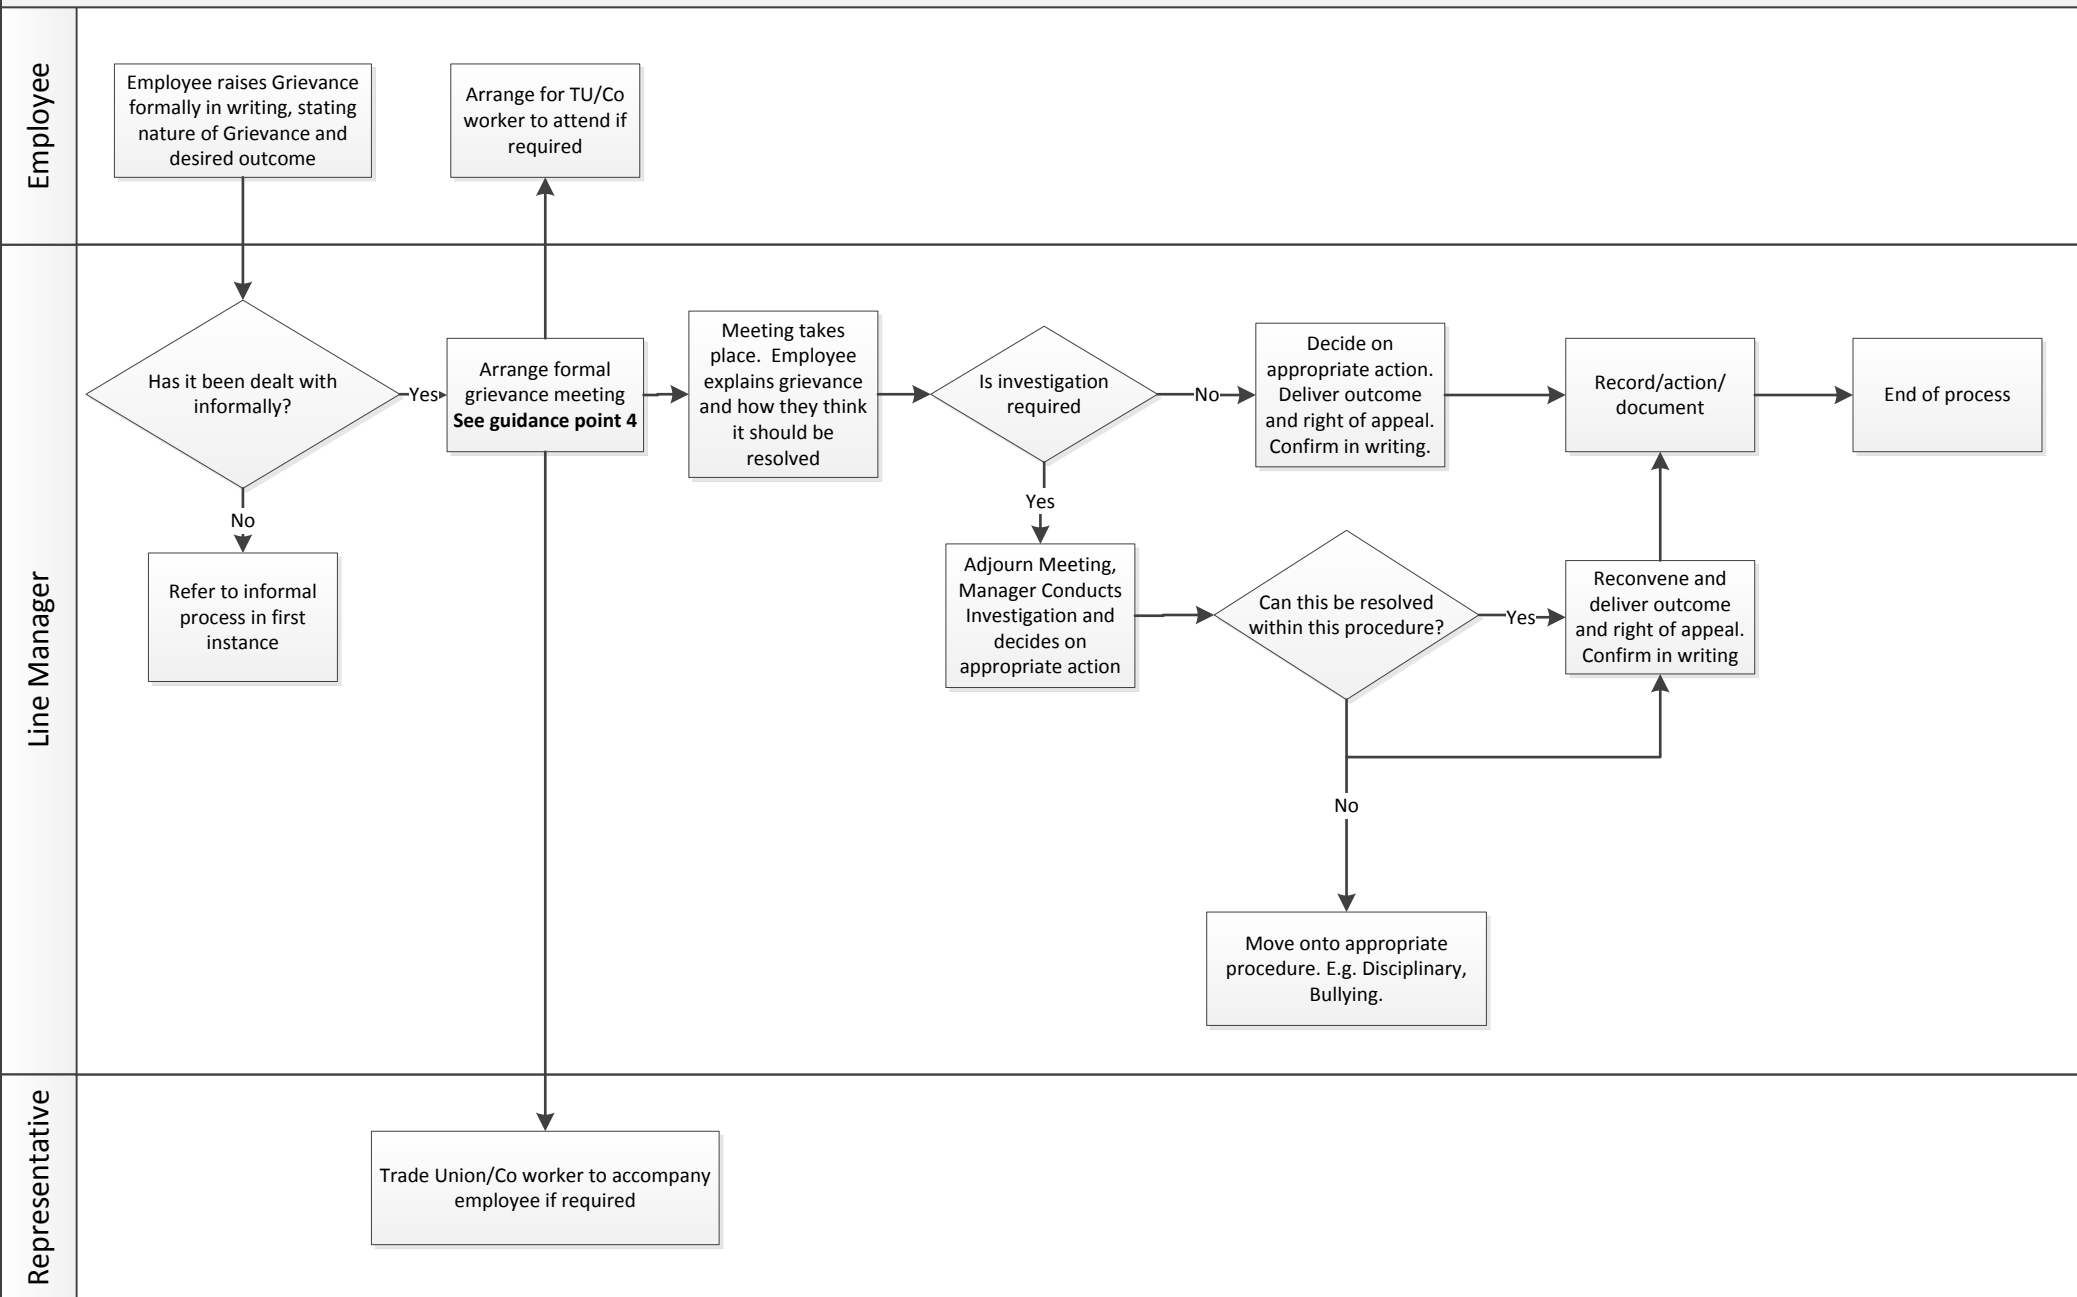 Employee
Employee raises Grievance
formally in writing, stating
nature of Grievance and
desired outcome
Arrange for TU/Co
worker to attend if
required
Line Manager
Has it been dealt with
informally?
Yes
No
Refer to informal
process in first
instance
Arrange formal
grievance meeting
See guidance point 4
Meeting takes
place.  Employee
explains grievance
and how they think
it should be
resolved
Is investigation
required
No
Yes
Decide on
appropriate action.
Deliver outcome
and right of appeal.
Confirm in writing.
Record/action/
document
End of process
Adjourn Meeting,
Manager Conducts
Investigation and
decides on
appropriate action
Can this be resolved
within this procedure?
Yes
Reconvene and
deliver outcome
and right of appeal.
Confirm in writing
No
Move onto appropriate
procedure. E.g. Disciplinary,
Bullying.
Representative
Trade Union/Co worker to accompany
employee if required